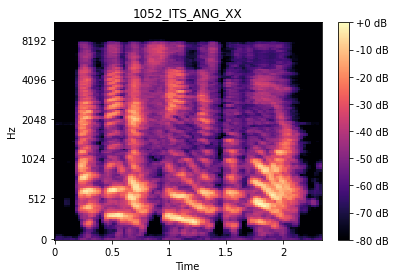 1052_ITS_ANG_XX
8192
4096
2048
1024
512
0
Hz
0
0.5
1
1.5
2
Time
+0 dB
-10 dB
-20 dB
-30 dB
-40 dB
-50 dB
-60 dB
-70 dB
-80 dB